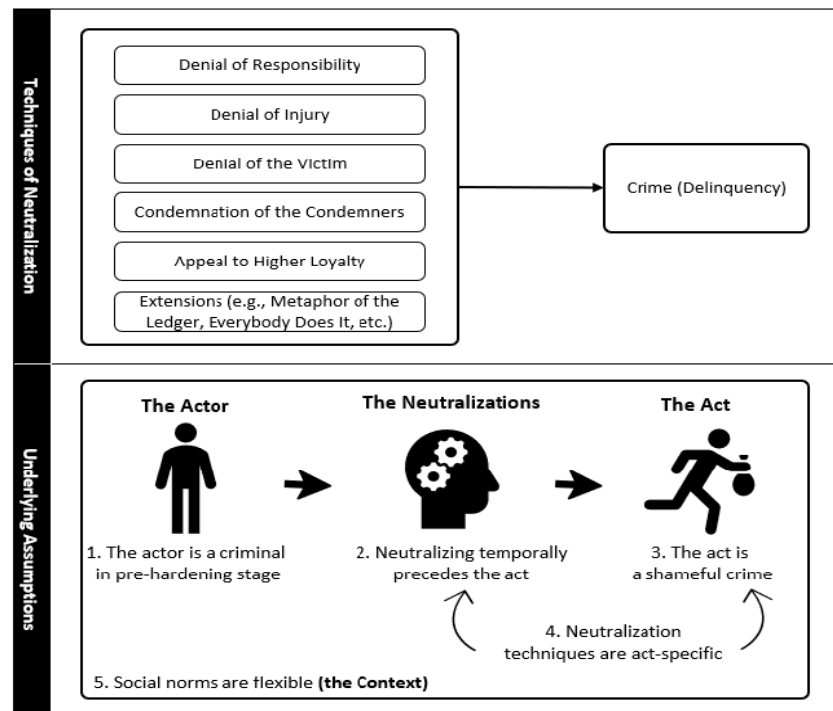 Techniques of Neutralization
Denial of Responsibility
Denial of Injury
Denial of the Victim
Condemnation of the Condemners
Appeal to Higher Loyalty
Extensions (e.g., Metaphor of the
Ledger, Everybody Does It, etc.)
Crime (Delinquency)
Underlying Assumptions
The Actor
The Neutralizations
The Act
1. The actor is a criminal
in pre-hardening stage
2. Neutralizing temporally
precedes the act
3. The act is
a shameful crime
4. Neutralization
techniques are act-specific
5. Social norms are flexible (the Context)